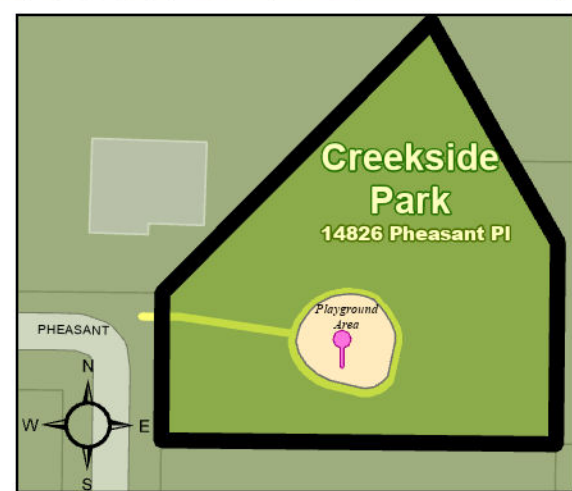 Creekside
Park
14826 Pheasant Pl
Playground
Area
PHEASANT
N
W
E
S